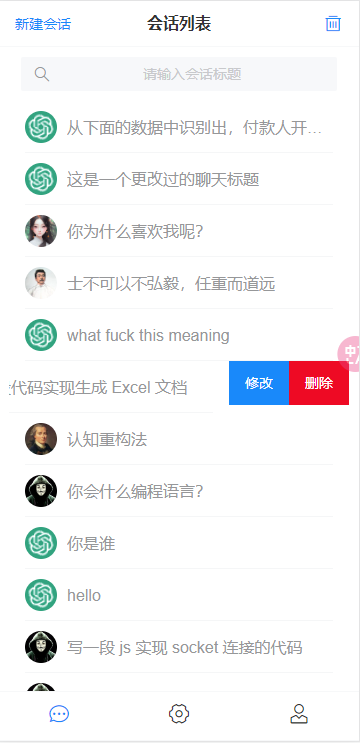 新建会话
会话列表
请输入会话标题
从下面的数据中识别出，付款人开...
这是一个更改过的聊天标题
你为什么喜欢我呢？
士不可以不弘毅，任重而道远
what fuck this meaning
代码实现生成 Excel 文档
修改
删除
中
认知重构法
你会什么编程语言？
你是谁
hello
写一段 js 实现 socket 连接的代码